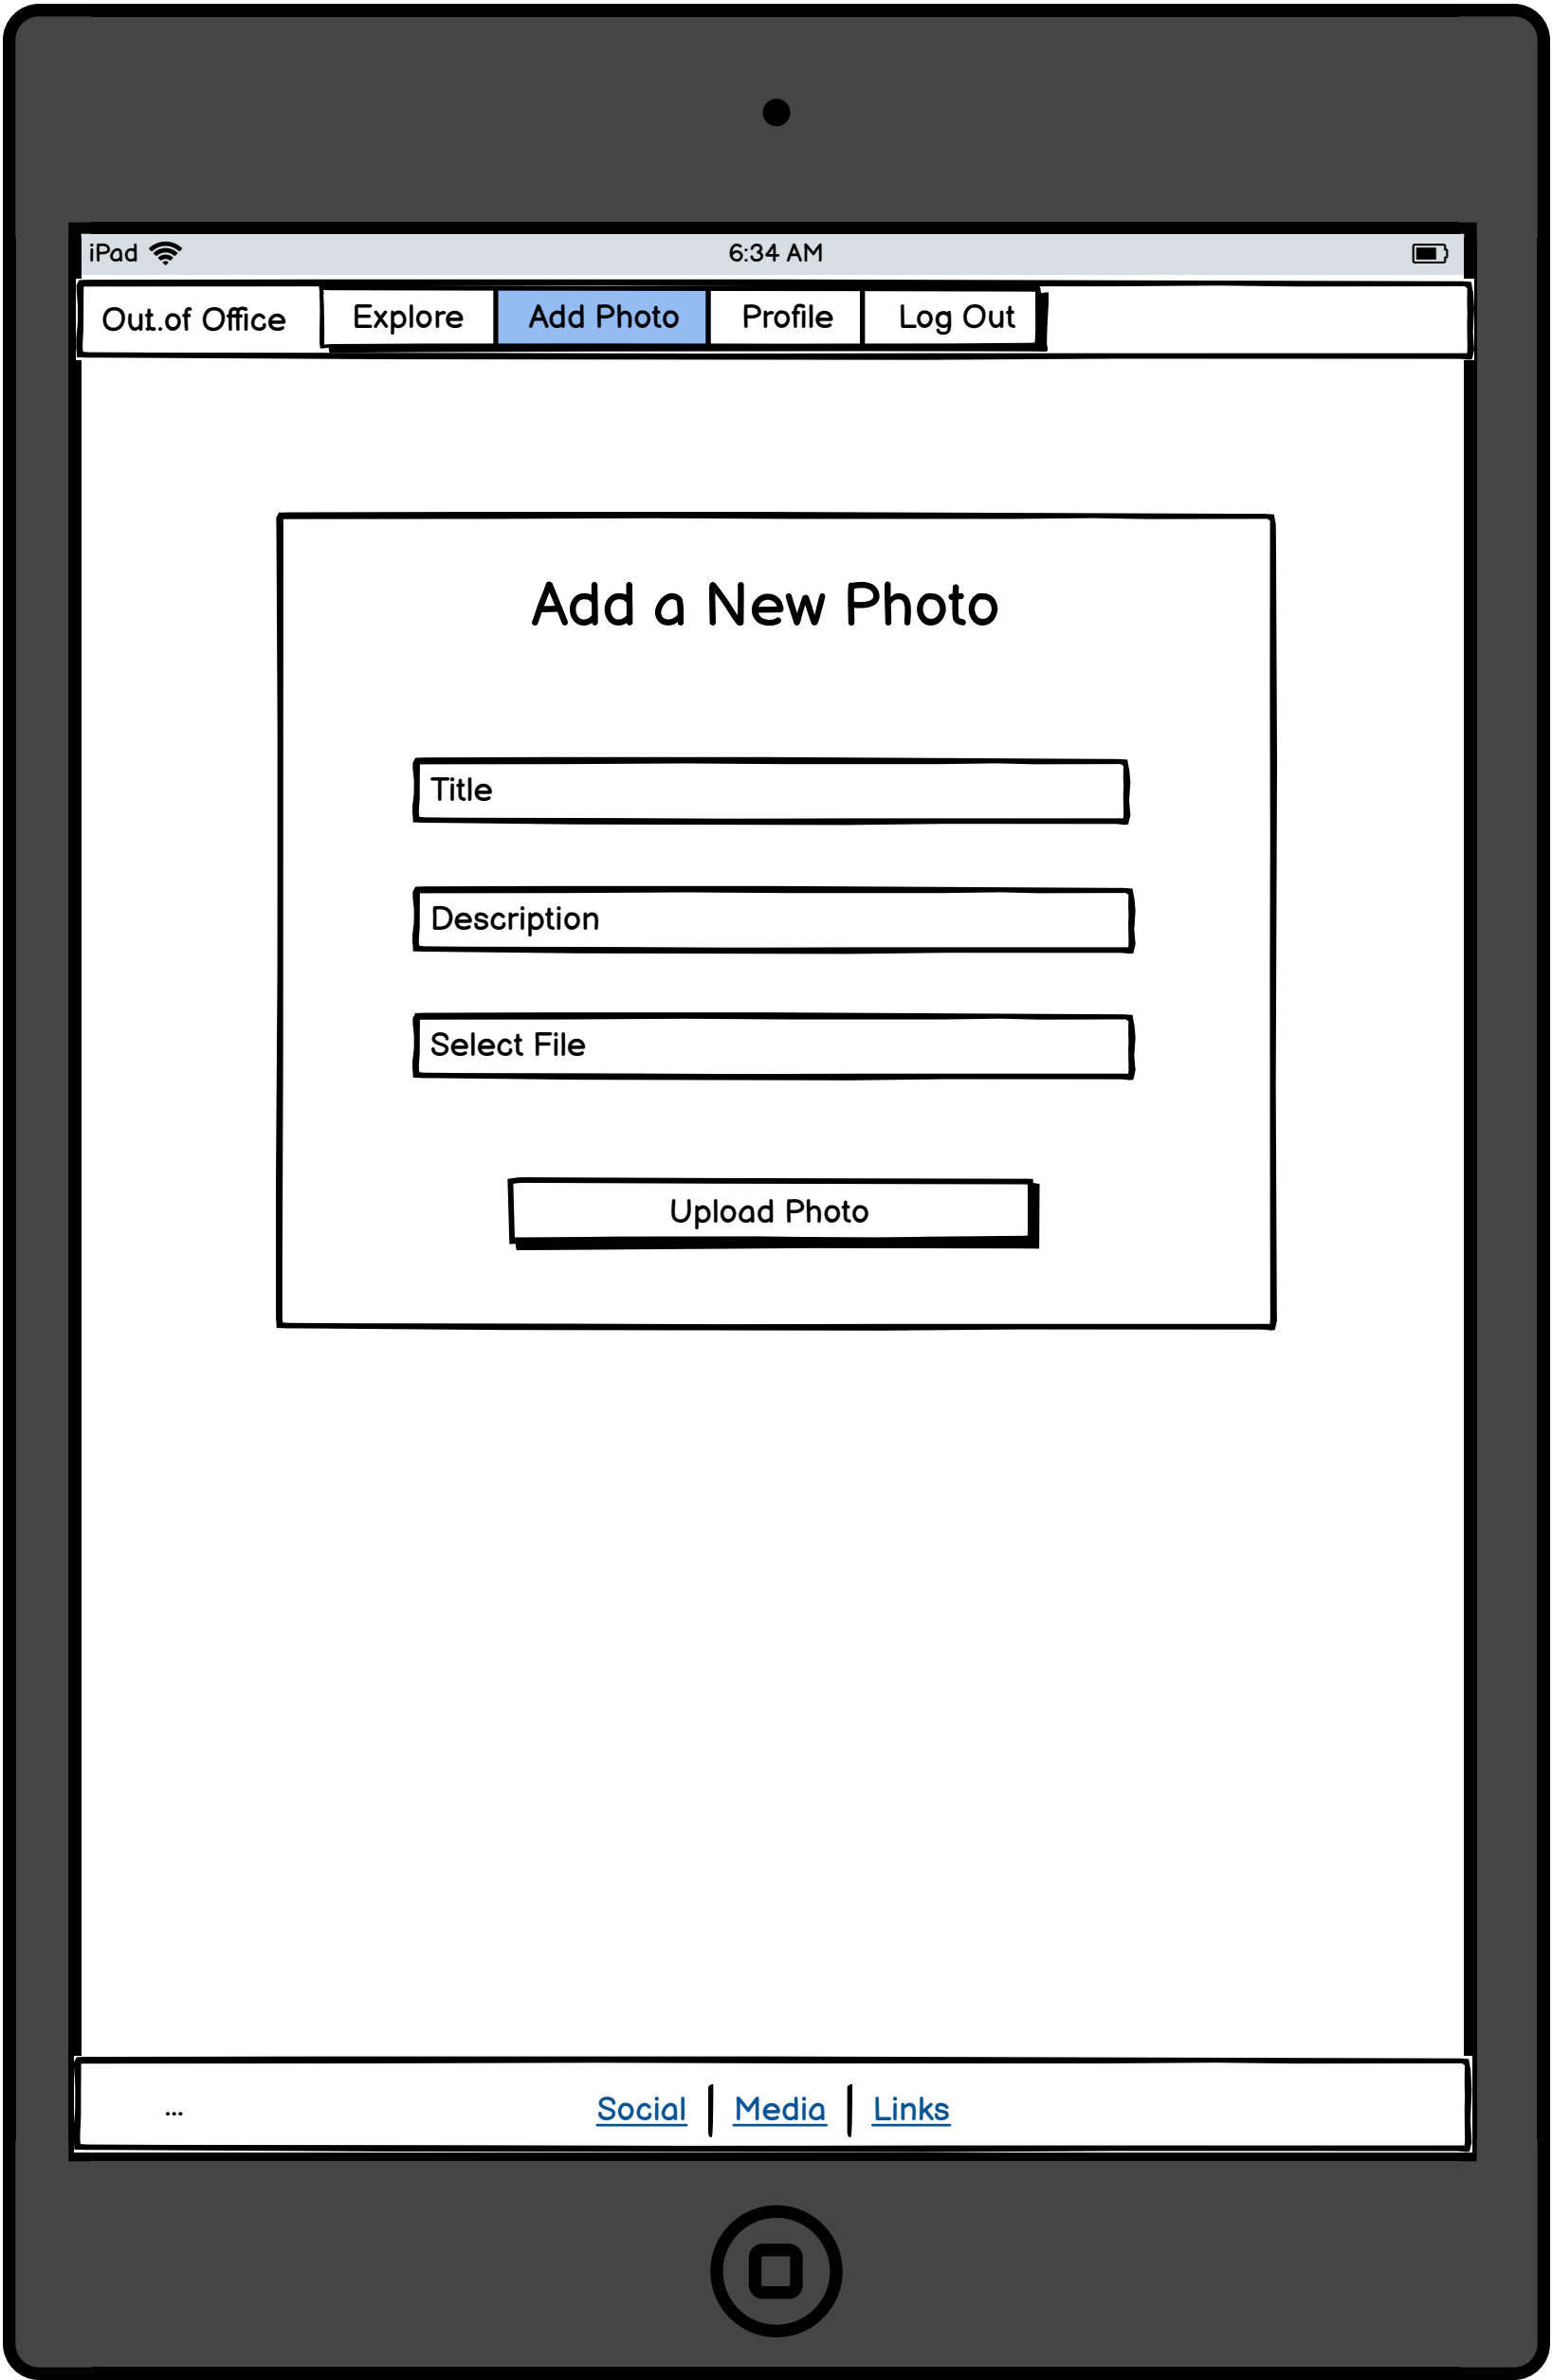 iPad 6:34 AM
Out.of Office Explore Add Photo Profile Log Out
Add a New Photo
Title
Description
Select File
Upload Photo
... Social Media Links